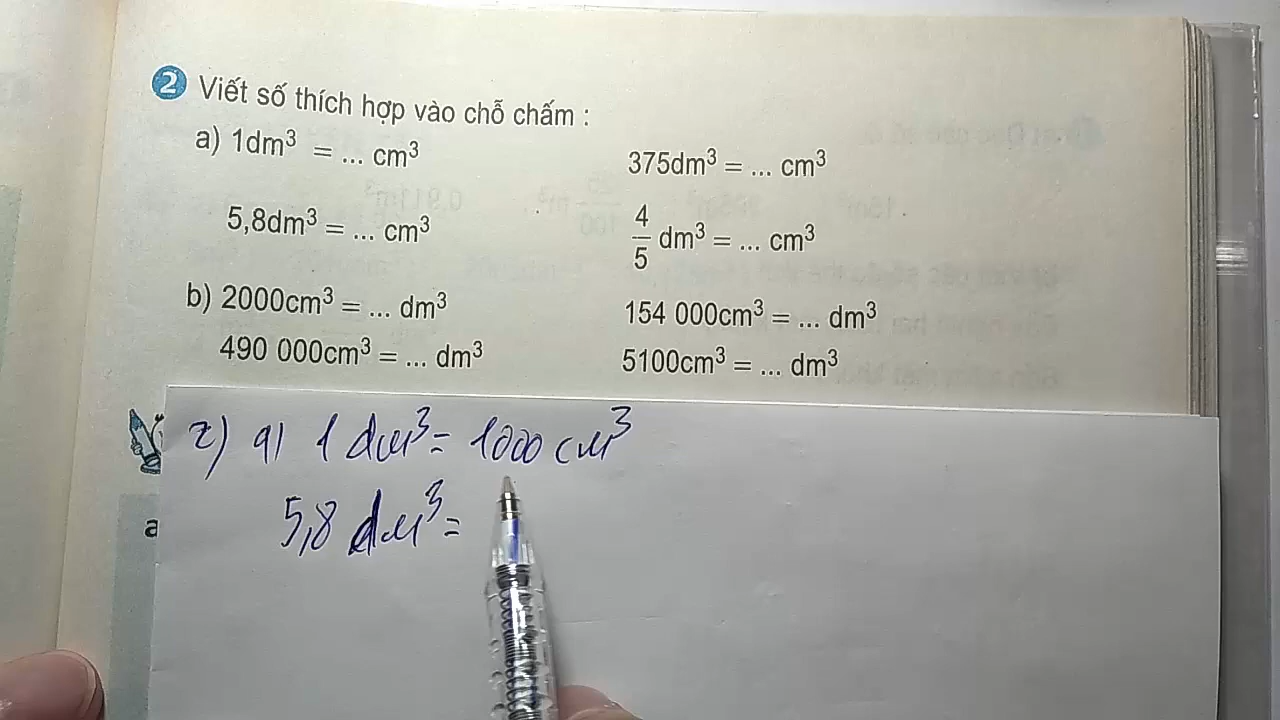 2 Viết số thích hợp vào chỗ chấm :
a) 1dm³ = ... cm³
375dm³ = ... cm³
5,8dm³ = ... cm³
4/5 dm³ = ... cm³
b) 2000cm³ = ... dm³
154 000cm³ = ... dm³
490 000cm³ = ... dm³
5100cm³ = ... dm³
2) a) 1 dm³ = 1000 cm³
5,8 dm³ =
a